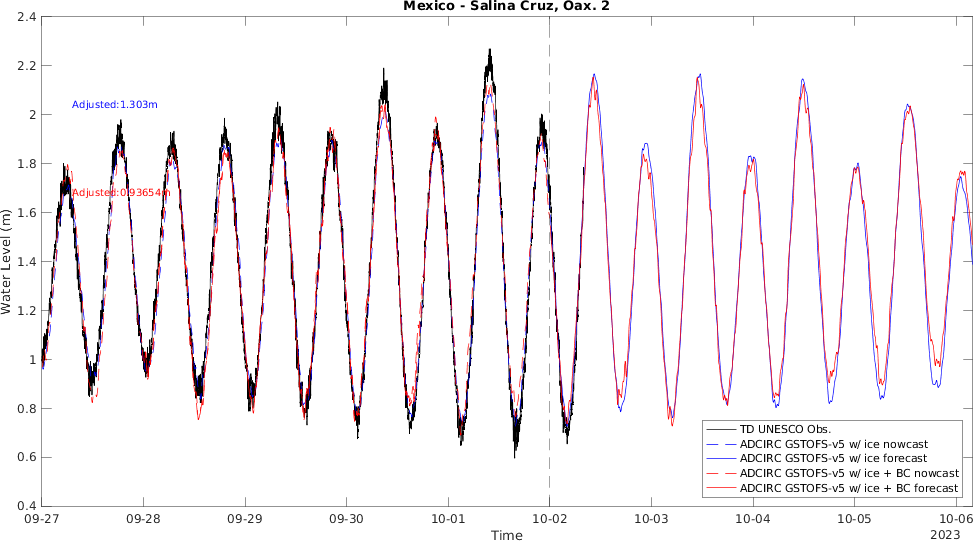 Mexico - Salina Cruz, Oax. 2
2.4
2.2
2
1.8
1.6
1.4
1.2
1
0.8
0.6
0.4
Water Level (m)
Adjusted:1.303m
Adjusted:0.93654m
TD UNESCO Obs.
ADCIRC GSTOFS-v5 w/ ice nowcast
ADCIRC GSTOFS-v5 w/ ice forecast
ADCIRC GSTOFS-v5 w/ ice + BC nowcast
ADCIRC GSTOFS-v5 w/ ice + BC forecast
09-27 09-28 09-29 09-30 10-01 10-02 10-03 10-04 10-05 10-06
Time
2023